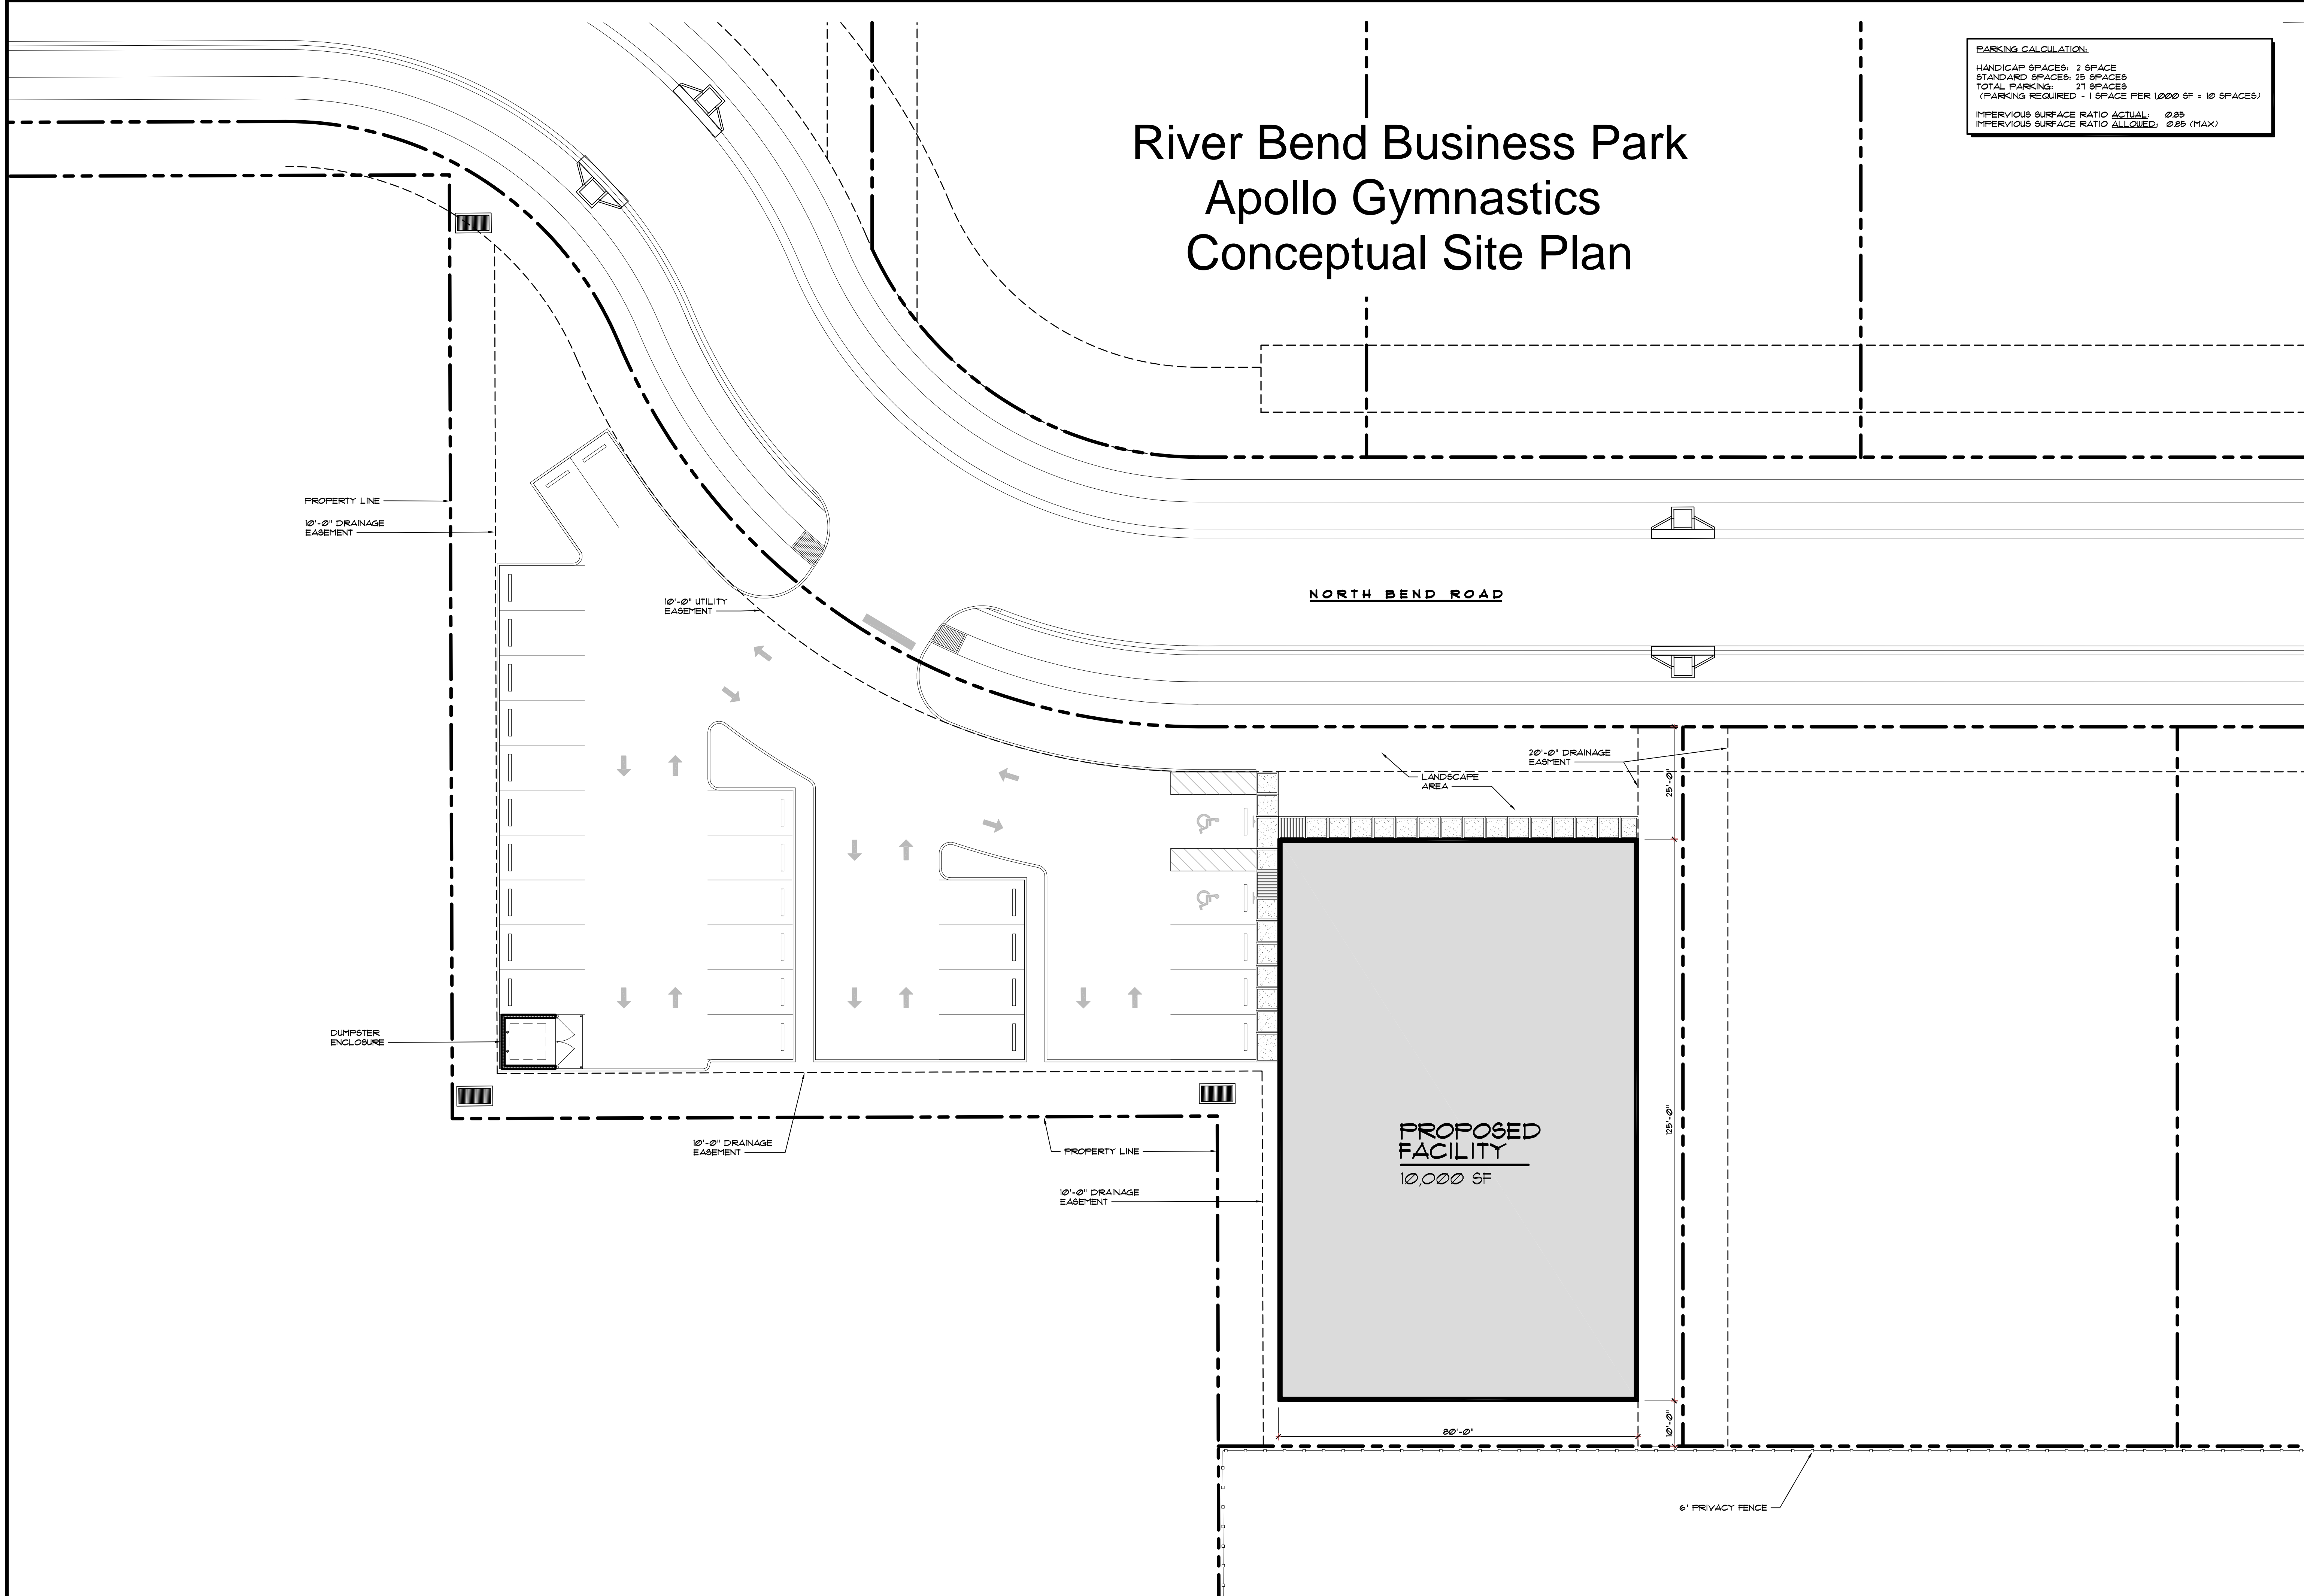 PARKING CALCULATION:
HANDICAP SPACES: 2 SPACE
STANDARD SPACES: 25 SPACES
TOTAL PARKING: 27 SPACES
(PARKING REQUIRED - 1 SPACE PER 1,000 SF = 10 SPACES)
IMPERVIOUS SURFACE RATIO ACTUAL: 0.85
IMPERVIOUS SURFACE RATIO ALLOWED: 0.85 (MAX)
River Bend Business Park
Apollo Gymnastics
Conceptual Site Plan
PROPERTY LINE
10'-0" DRAINAGE
EASEMENT
10'-0" UTILITY
EASEMENT
NORTH BEND ROAD
20'-0" DRAINAGE
EASMENT
LANDSCAPE
AREA
25'-0"
DUMPSTER
ENCLOSURE
10'-0" DRAINAGE
EASEMENT
PROPERTY LINE
10'-0" DRAINAGE
EASEMENT
PROPOSED
FACILITY
10,000 SF
125'-0"
80'-0"
10'-0"
6' PRIVACY FENCE